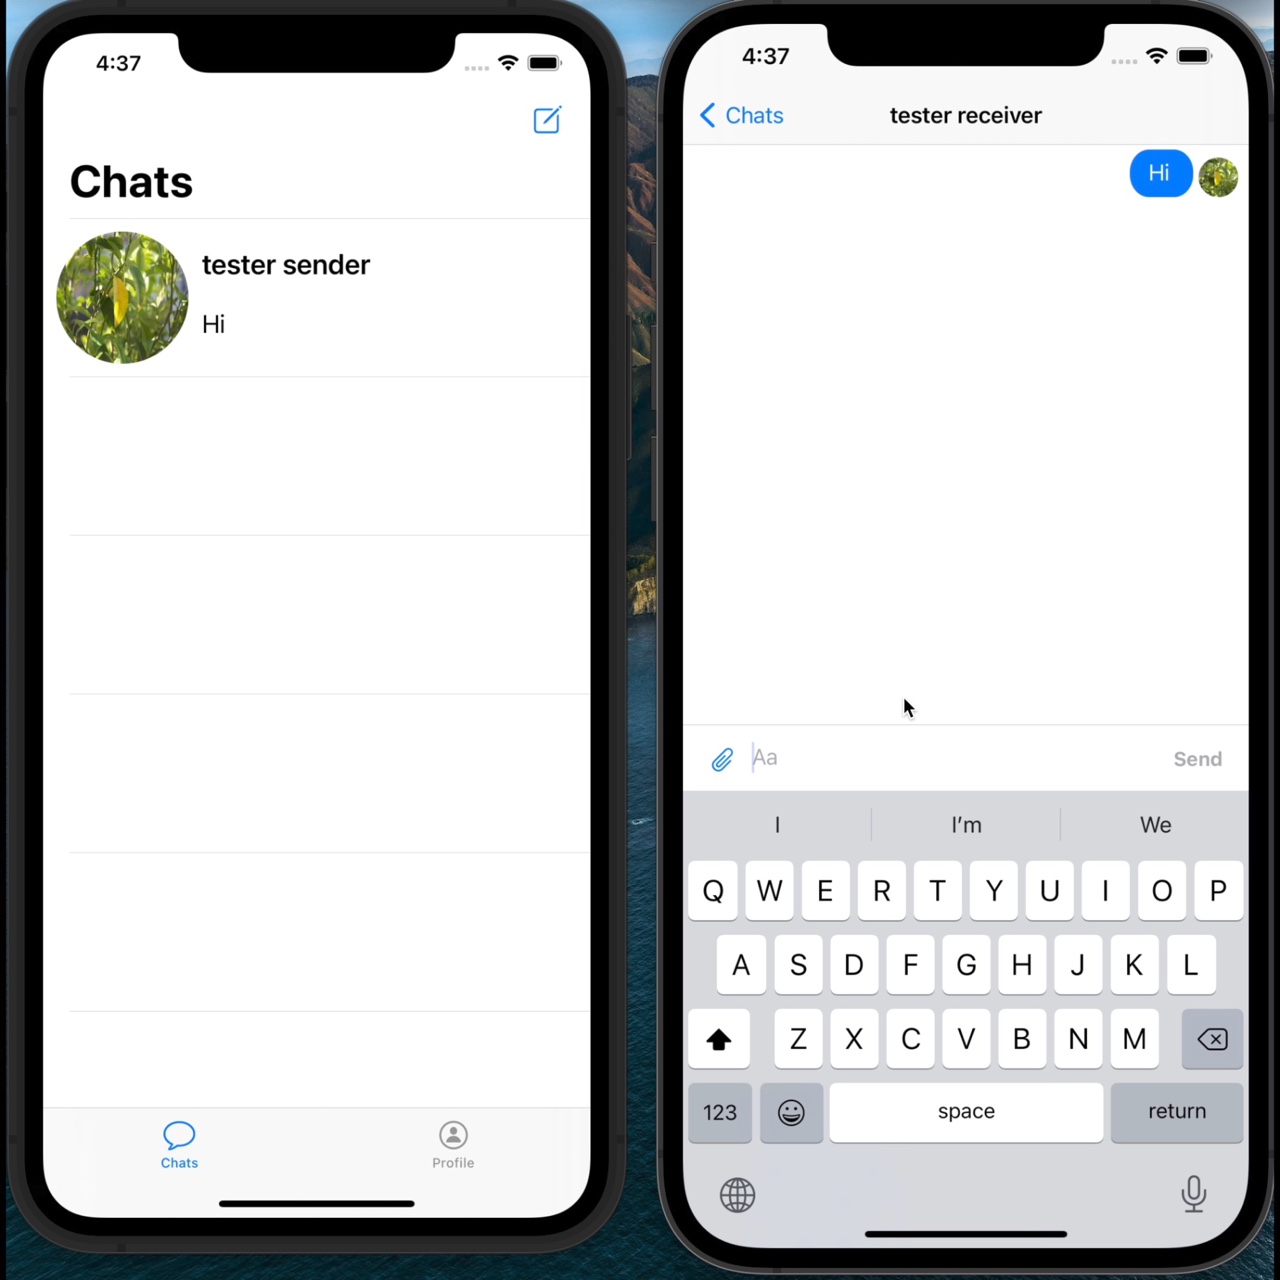 4:37
Chats
tester sender
Hi
Chats
Profile
4:37
Chats
tester receiver
Hi
Aa
Send
I
I’m
We
Q W E R T Y U I O P
A S D F G H J K L
Z X C V B N M
123
space
return